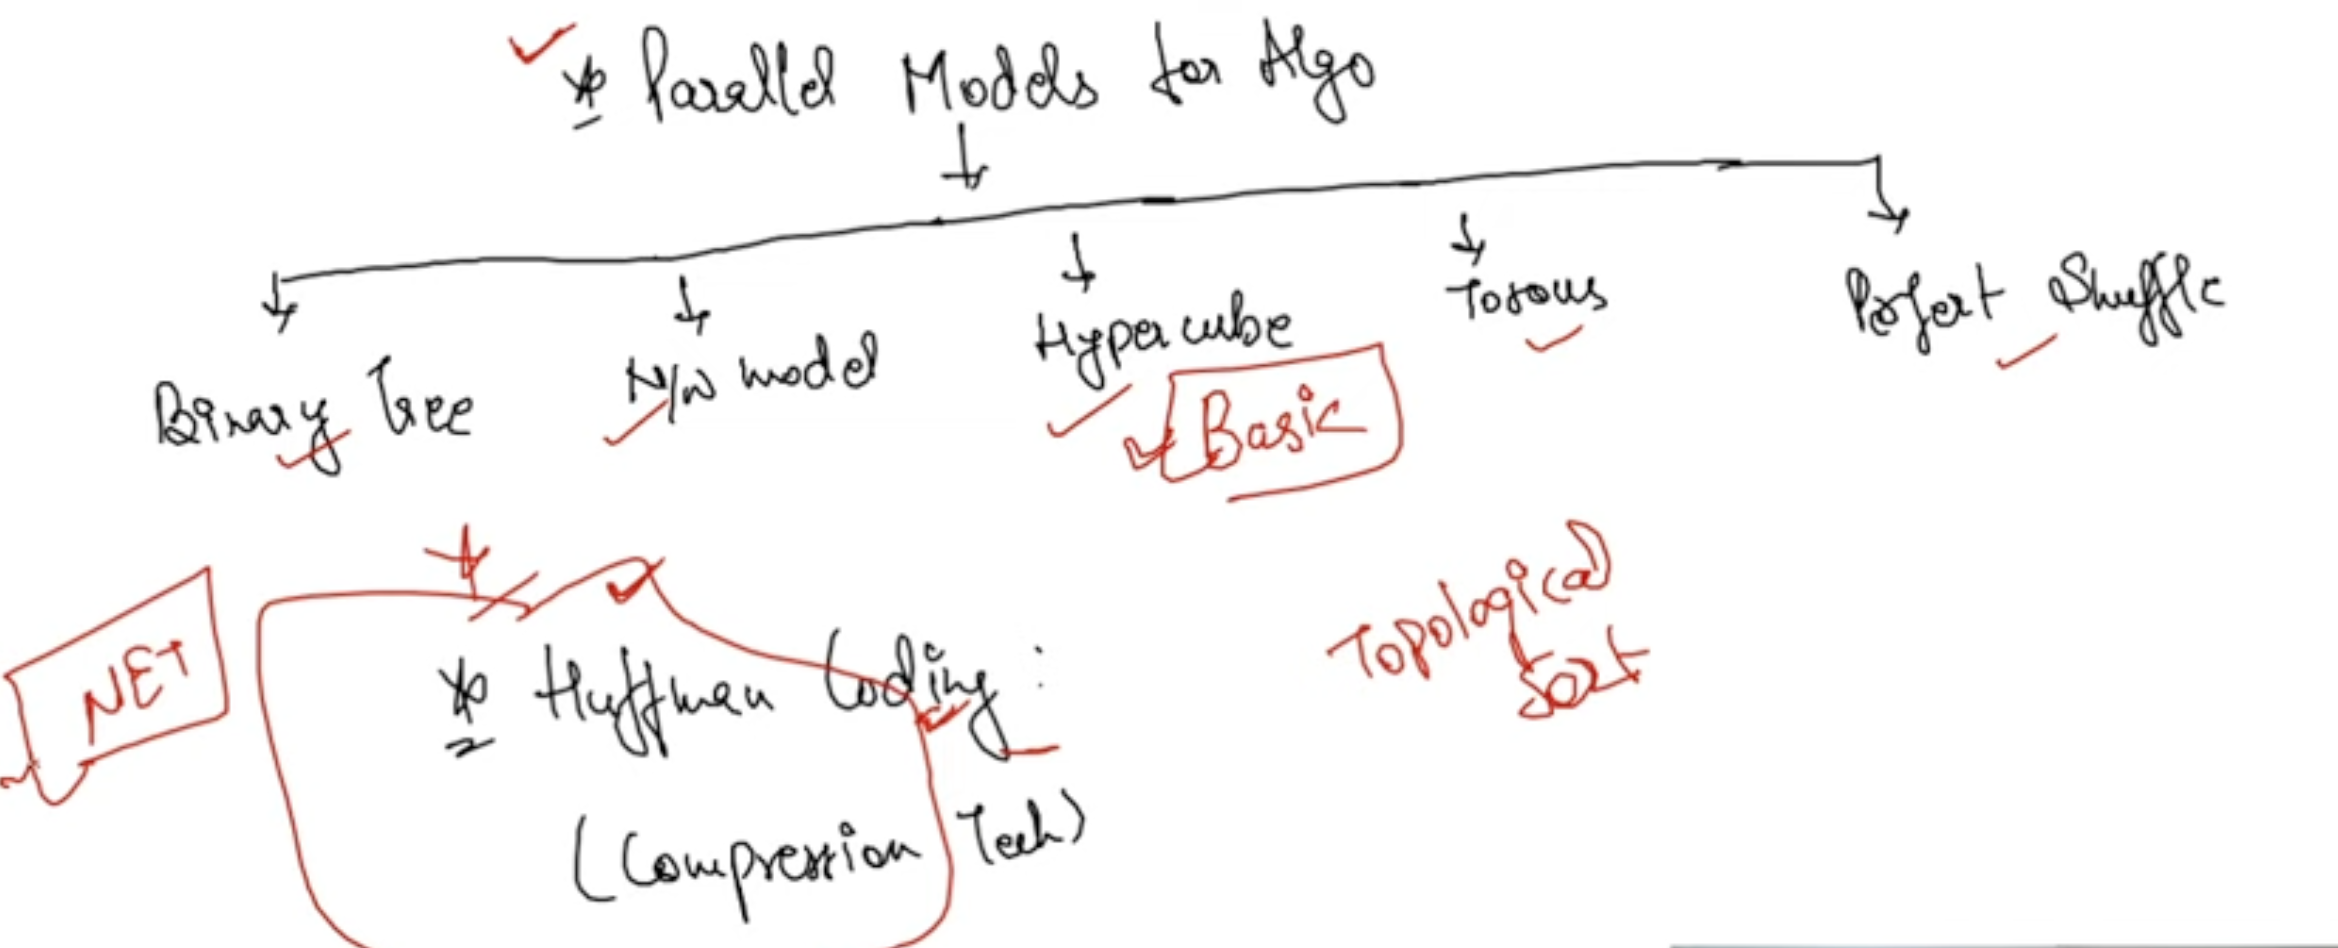 * Parallel Models for Algo
Binary Tree
N/W model
Hypercube
Torous
Perfect Shuffle
Basic
NET
* Huffman Coding :
(Compression Tech)
Topological
Sort